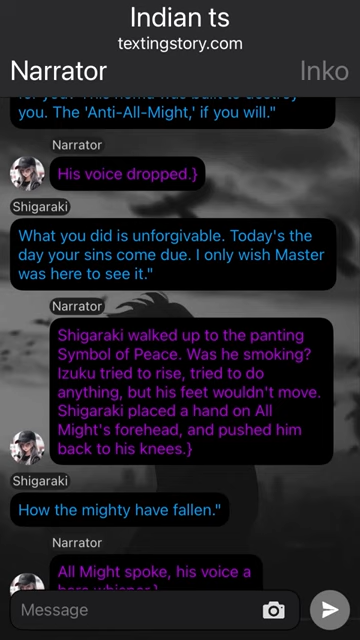 Indian ts
textingstory.com
Narrator
Inko
you. The 'Anti-All-Might,' if you will."
Narrator
His voice dropped.}
Shigaraki
What you did is unforgivable. Today's the
day your sins come due. I only wish Master
was here to see it."
Narrator
Shigaraki walked up to the panting
Symbol of Peace. Was he smoking?
Izuku tried to rise, tried to do
anything, but his feet wouldn't move.
Shigaraki placed a hand on All
Might's forehead, and pushed him
back to his knees.}
Shigaraki
How the mighty have fallen."
Narrator
All Might spoke, his voice a
Message